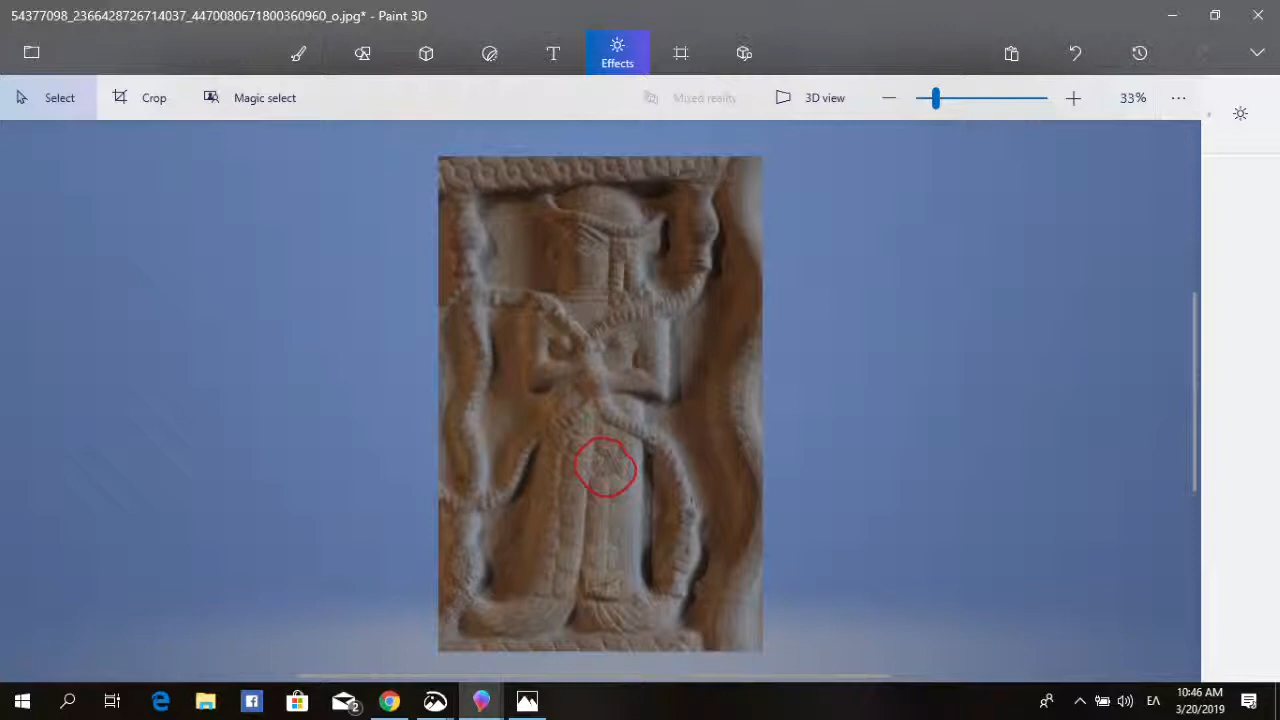 54377098_2366428726714037_4470080671800360960_o.jpg* - Paint 3D
Effects
Select
Crop
Magic select
Mixed reality
3D view
33%
2
ΕΛ
10:46 AM
3/20/2019